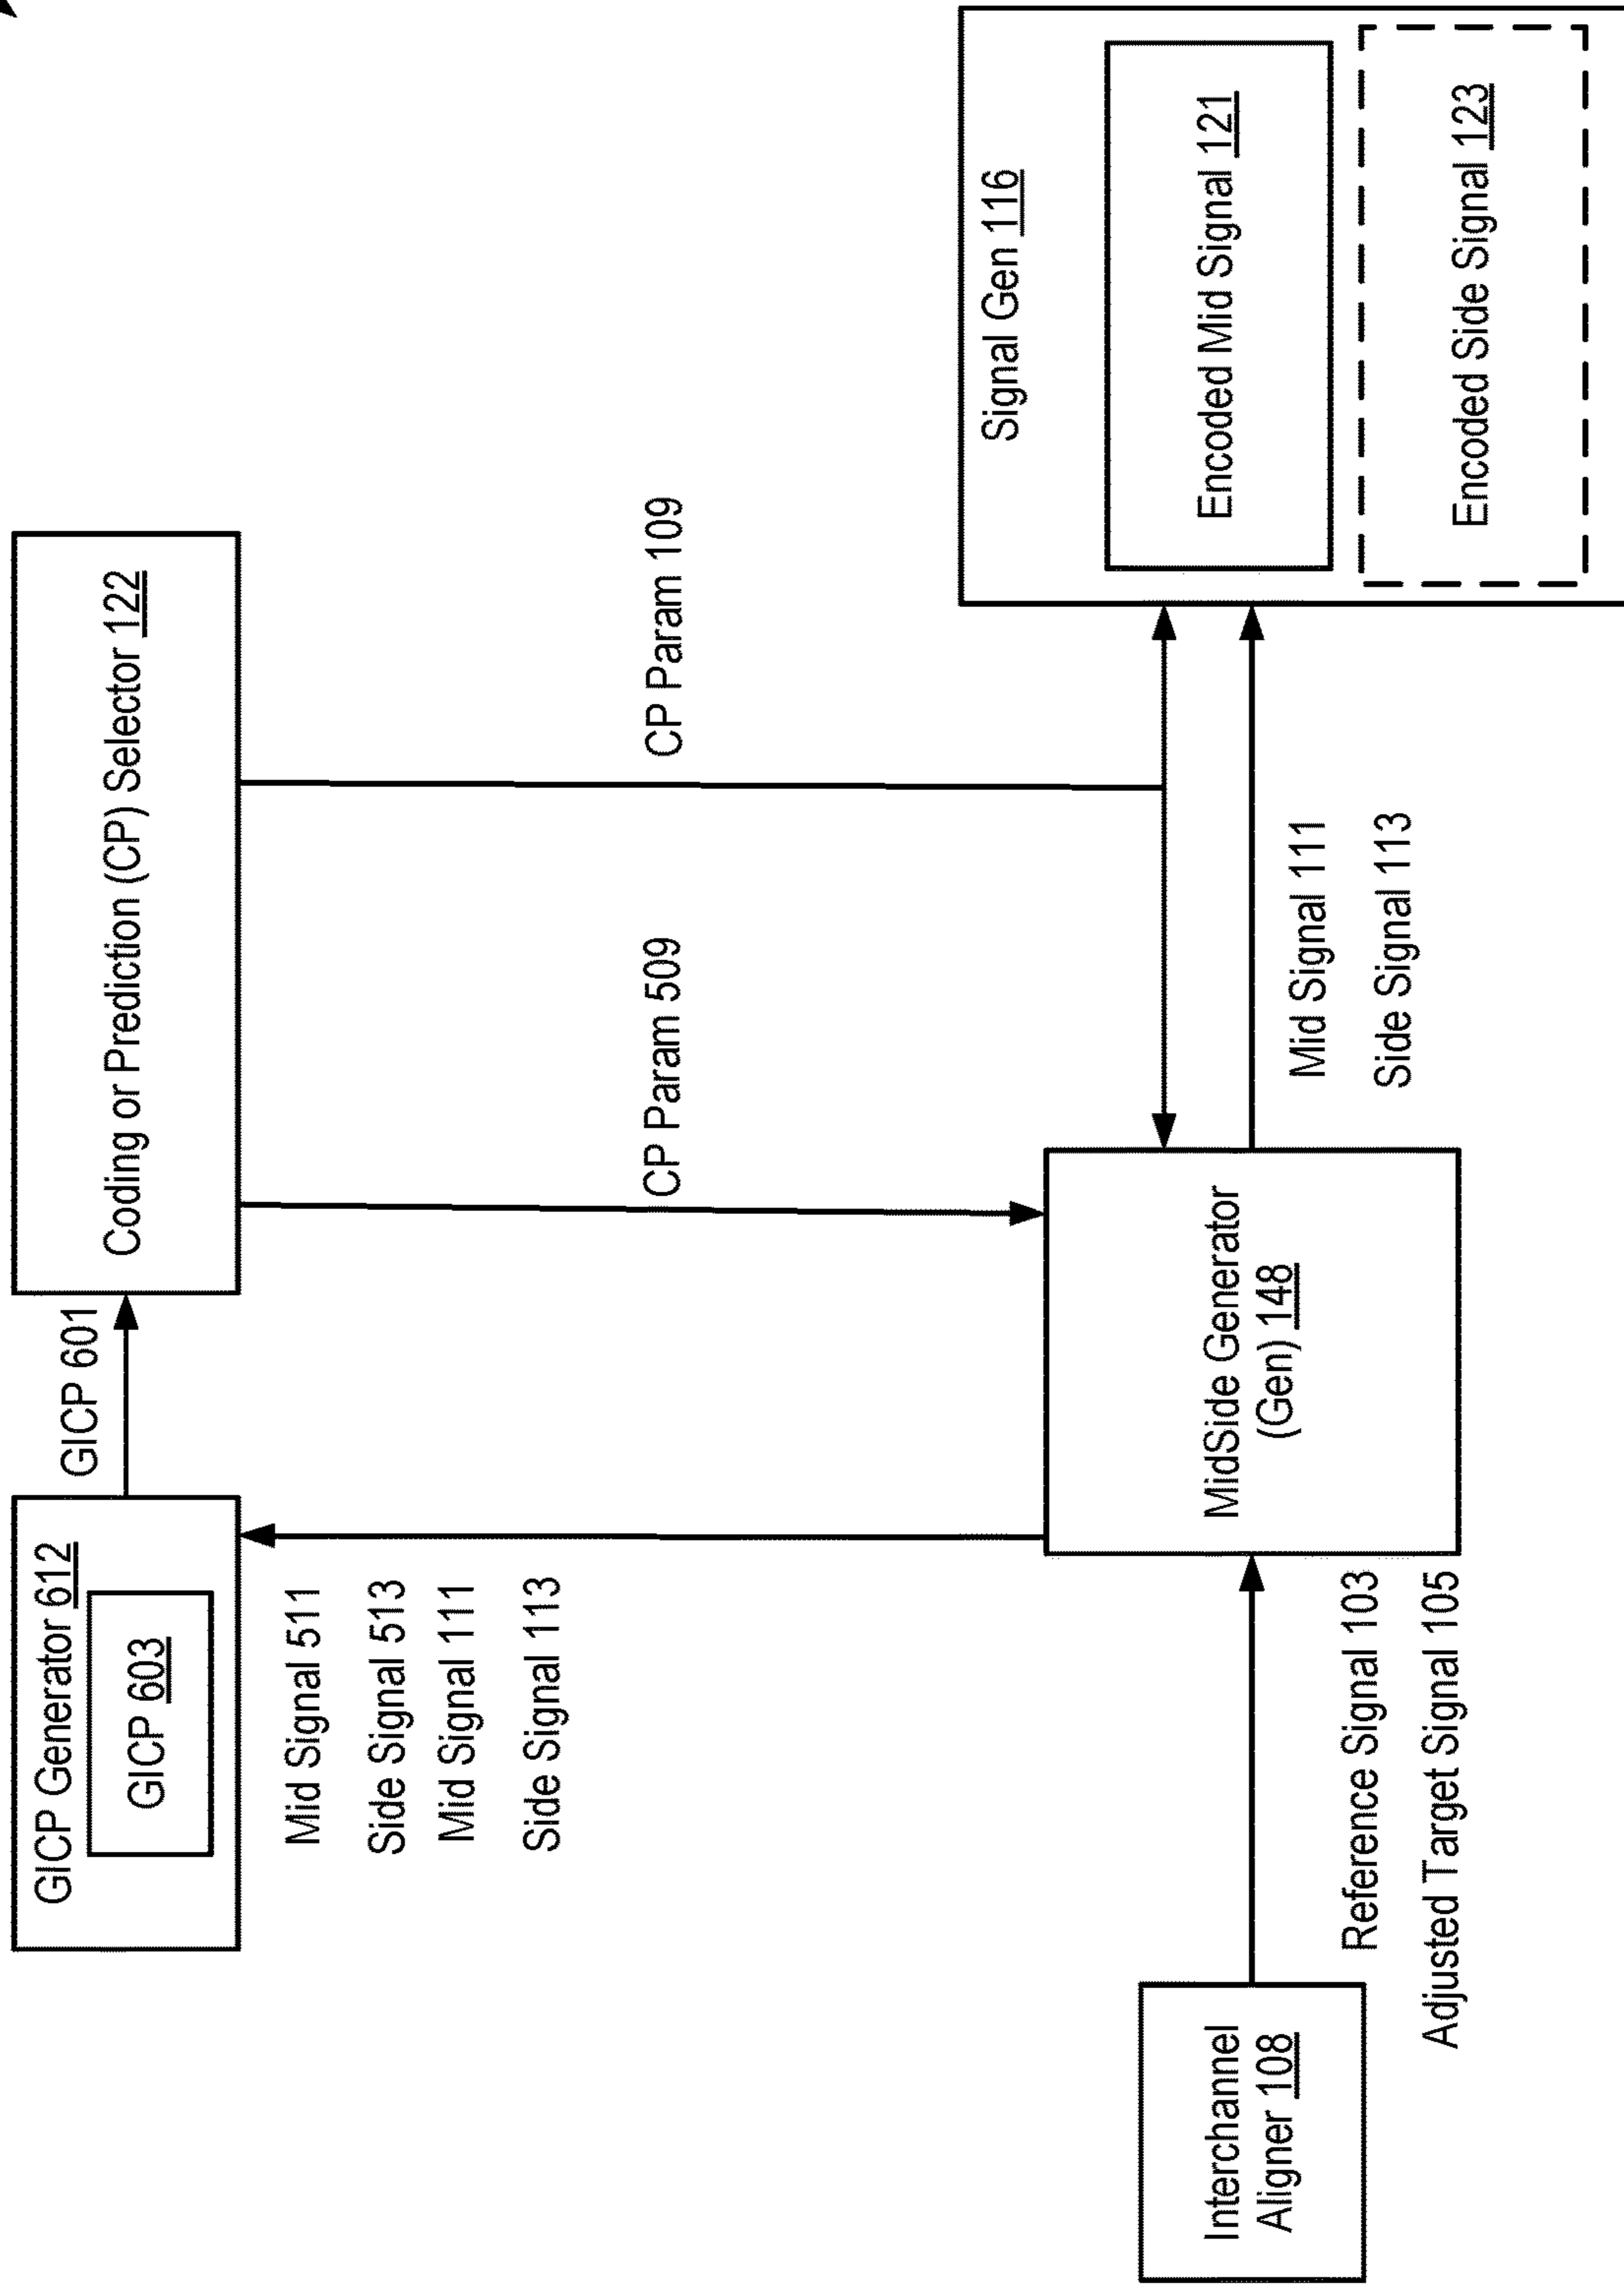 GICP Generator 612
GICP 603
GICP 601
Coding or Prediction (CP) Selector 122
Mid Signal 511
Side Signal 513
Mid Signal 111
Side Signal 113
CP Param 509
CP Param 109
Interchannel
Aligner 108
Reference Signal 103
Adjusted Target Signal 105
MidSide Generator
(Gen) 148
Mid Signal 111
Side Signal 113
Signal Gen 116
Encoded Mid Signal 121
Encoded Side Signal 123